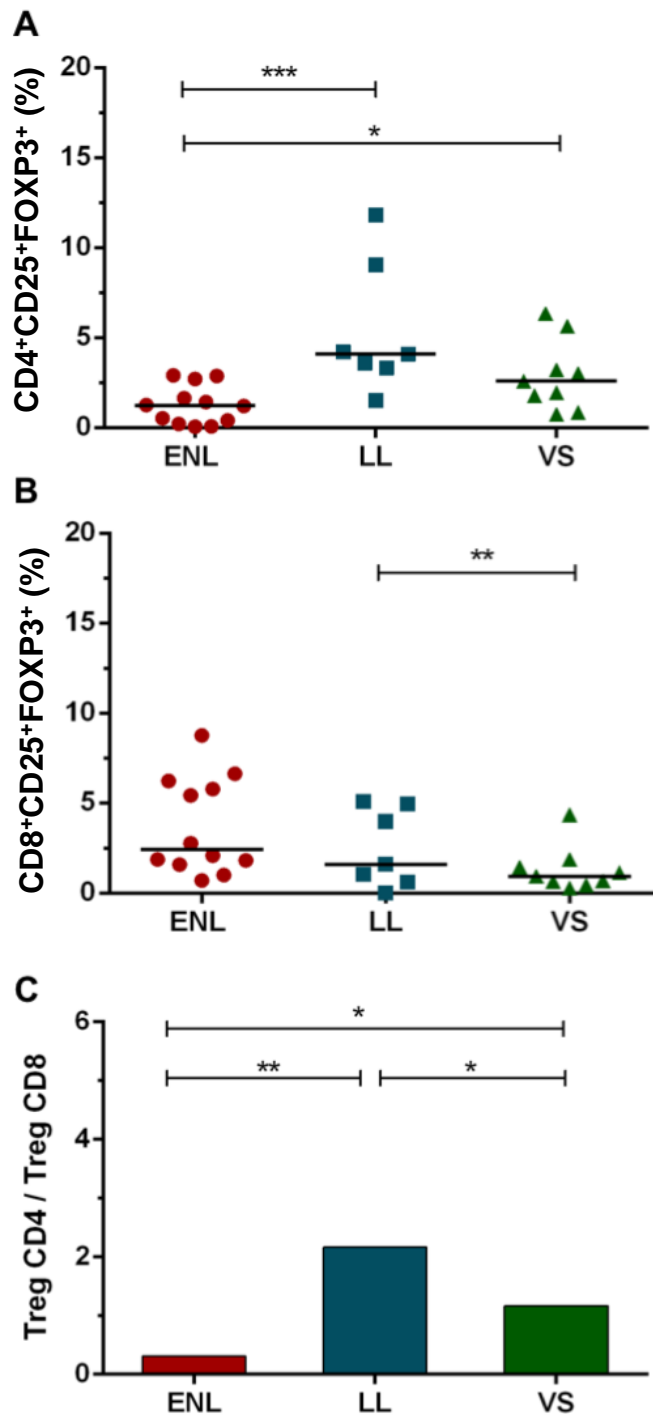 A
CD4⁺CD25⁺FOXP3⁺ (%)
20
15
10
5
0
***
*
ENL LL VS
B
CD8⁺CD25⁺FOXP3⁺ (%)
20
15
10
5
0
**
ENL LL VS
C
Treg CD4 / Treg CD8
6
4
2
0
*
** *
ENL LL VS